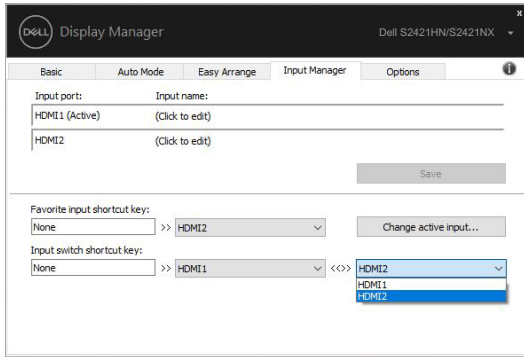 x
DELL Display Manager Dell S2421HN/S2421NX
Basic Auto Mode Easy Arrange Input Manager Options i
Input port: Input name:
HDMI1 (Active) (Click to edit)
HDMI2 (Click to edit)
Save
Favorite input shortcut key:
None >> HDMI2 Change active input...
Input switch shortcut key:
None >> HDMI1 <<>> HDMI2
HDMI1
HDMI2